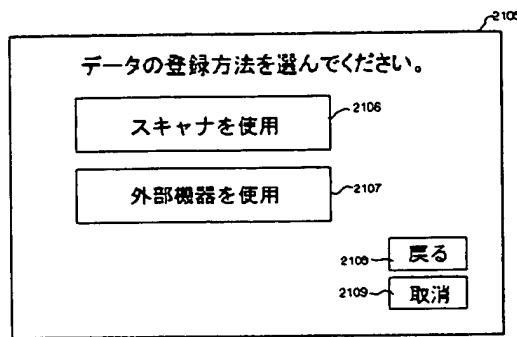 2105
データの登録方法を選んでください。
スキャナを使用 2106
外部機器を使用 2107
2108 戻る
2109 取消